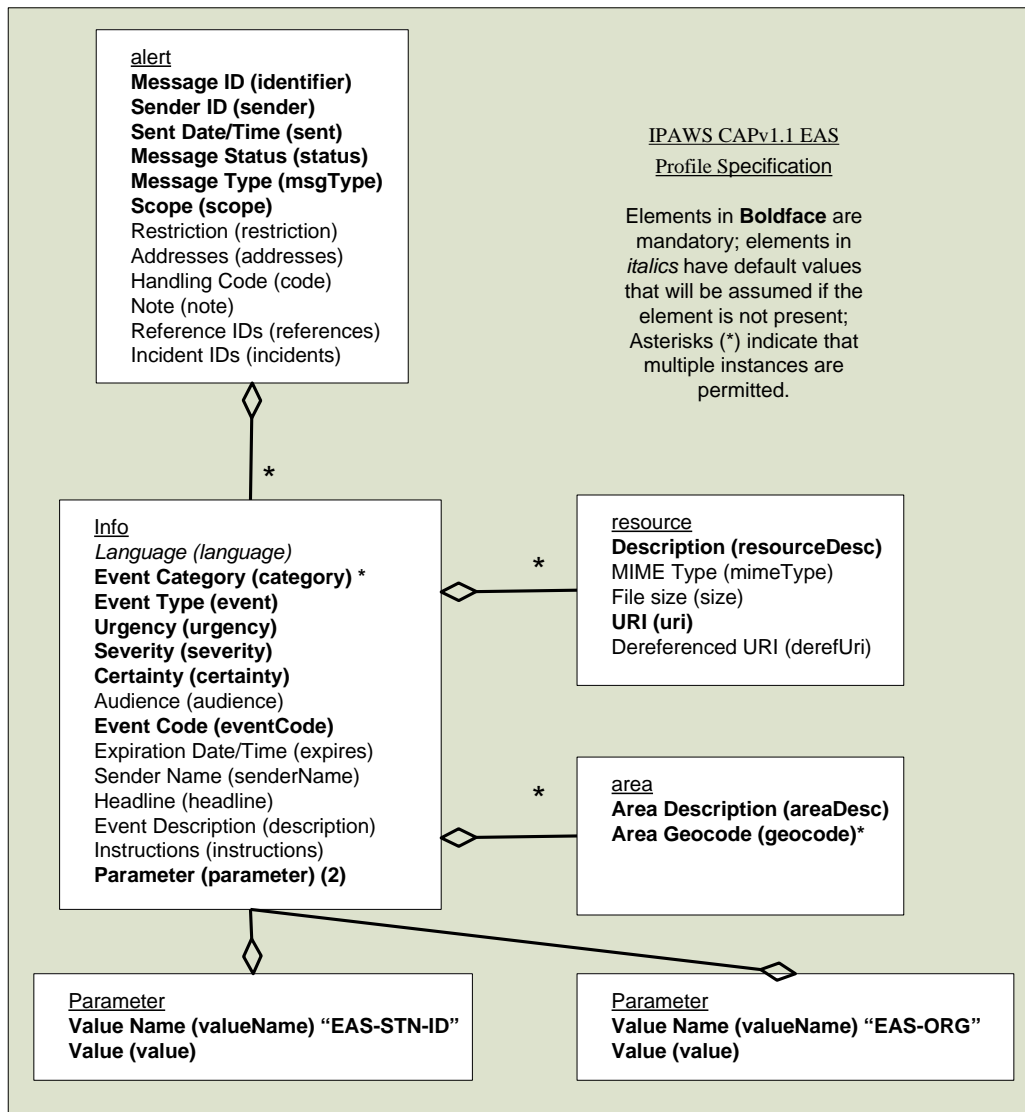 alert
Message ID (identifier)
Sender ID (sender)
Sent Date/Time (sent)
Message Status (status)
Message Type (msgType)
Scope (scope)
Restriction (restriction)
Addresses (addresses)
Handling Code (code)
Note (note)
Reference IDs (references)
Incident IDs (incidents)
IPAWS CAPv1.1 EAS
Profile Specification
Elements in Boldface are
mandatory; elements in
italics have default values
that will be assumed if the
element is not present;
Asterisks (*) indicate that
multiple instances are
permitted.
*
Info
Language (language)
Event Category (category) *
Event Type (event)
Urgency (urgency)
Severity (severity)
Certainty (certainty)
Audience (audience)
Event Code (eventCode)
Expiration Date/Time (expires)
Sender Name (senderName)
Headline (headline)
Event Description (description)
Instructions (instructions)
Parameter (parameter) (2)
*
resource
Description (resourceDesc)
MIME Type (mimeType)
File size (size)
URI (uri)
Dereferenced URI (derefUri)
*
area
Area Description (areaDesc)
Area Geocode (geocode)*
Parameter
Value Name (valueName) “EAS-STN-ID”
Value (value)
Parameter
Value Name (valueName) “EAS-ORG”
Value (value)